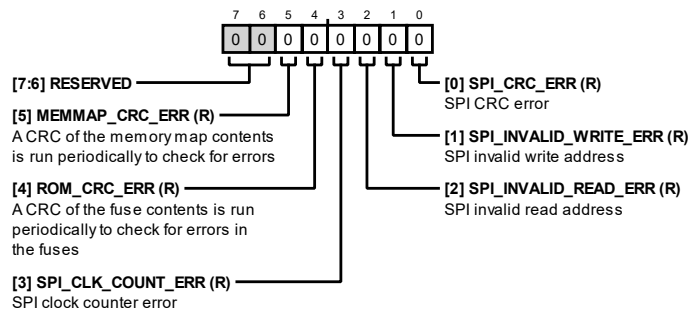 7 6 5 4 3 2 1 0
0 0 0 0 0 0 0 0
[7:6] RESERVED
[5] MEMMAP_CRC_ERR (R)
A CRC of the memory map contents
is run periodically to check for errors
[4] ROM_CRC_ERR (R)
A CRC of the fuse contents is run
periodically to check for errors in
the fuses
[3] SPI_CLK_COUNT_ERR (R)
SPI clock counter error
[0] SPI_CRC_ERR (R)
SPI CRC error
[1] SPI_INVALID_WRITE_ERR (R)
SPI invalid write address
[2] SPI_INVALID_READ_ERR (R)
SPI invalid read address